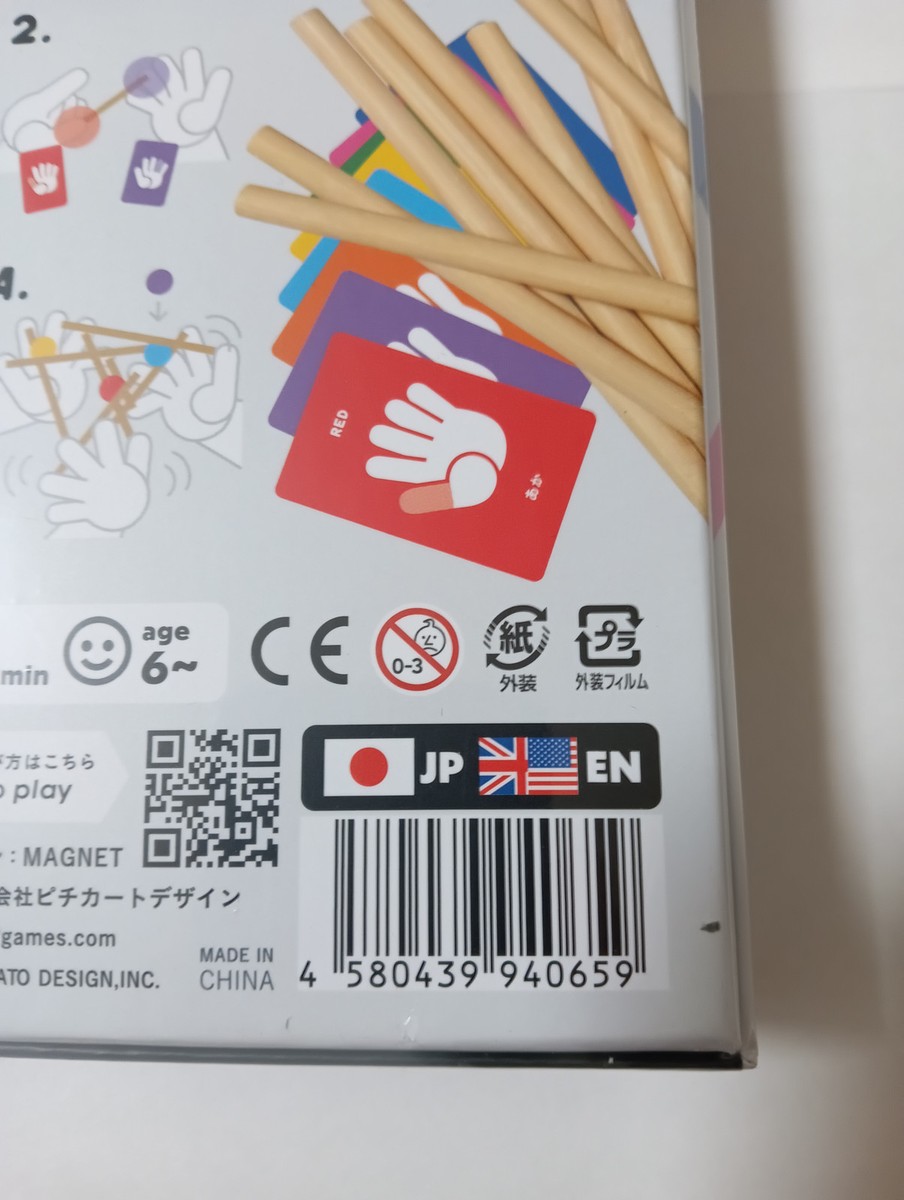 2.
4.
RED
あか
min
age
6~
CE
0-3
紙
外装
プラ
外装フィルム
方はこちら
play
JP
EN
: MAGNET
会社ピチカートデザイン
games.com
ATO DESIGN,INC.
MADE IN
CHINA
4 580439 940659